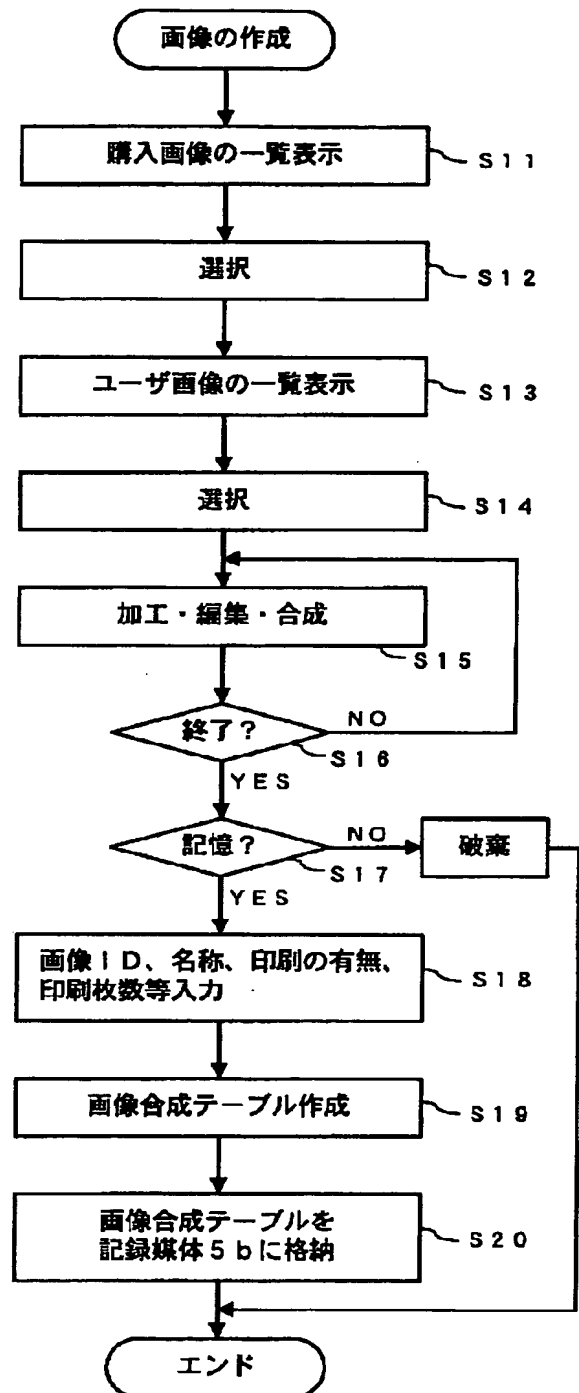 画像の作成
購入画像の一覧表示
S11
選択
S12
ユーザ画像の一覧表示
S13
選択
S14
加工・編集・合成
S15
終了?
NO
S16
YES
記憶?
NO
破棄
S17
YES
画像ID、名称、印刷の有無、
印刷枚数等入力
S18
画像合成テーブル作成
S19
画像合成テーブルを
記録媒体5bに格納
S20
エンド